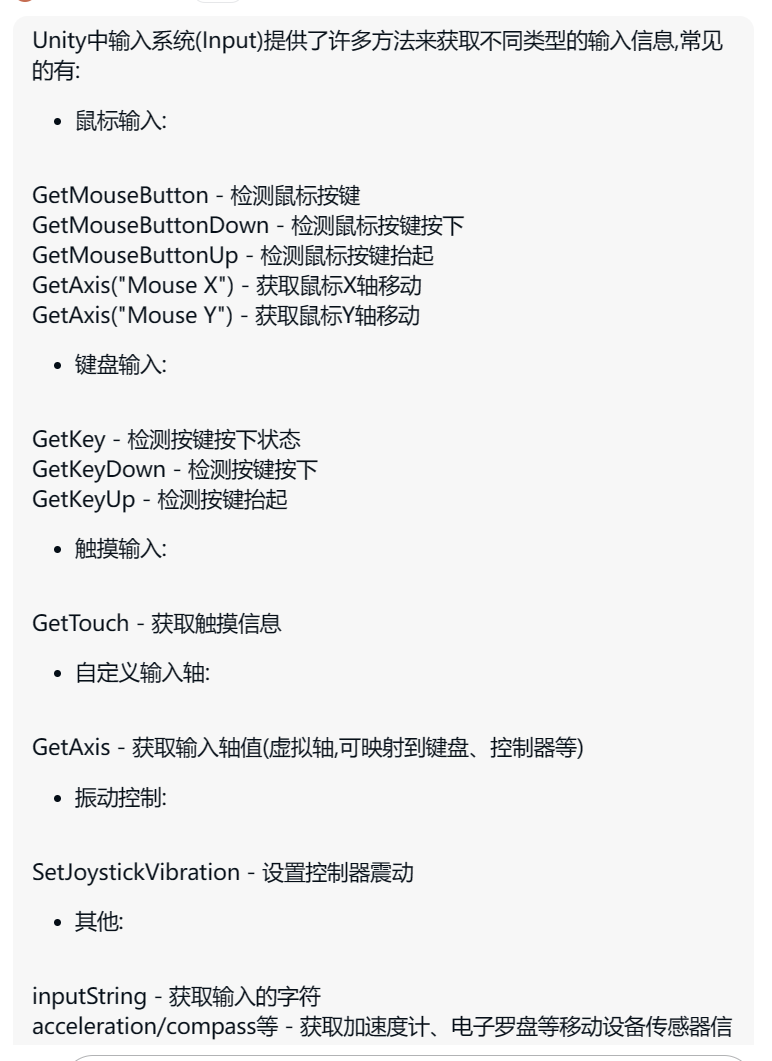 Unity中输入系统(Input)提供了许多方法来获取不同类型的输入信息,常见
的有:
• 鼠标输入:
GetMouseButton - 检测鼠标按键
GetMouseButtonDown - 检测鼠标按键按下
GetMouseButtonUp - 检测鼠标按键抬起
GetAxis("Mouse X") - 获取鼠标X轴移动
GetAxis("Mouse Y") - 获取鼠标Y轴移动
• 键盘输入:
GetKey - 检测按键按下状态
GetKeyDown - 检测按键按下
GetKeyUp - 检测按键抬起
• 触摸输入:
GetTouch - 获取触摸信息
• 自定义输入轴:
GetAxis - 获取输入轴值(虚拟轴,可映射到键盘、控制器等)
• 振动控制:
SetJoystickVibration - 设置控制器震动
• 其他:
inputString - 获取输入的字符
acceleration/compass等 - 获取加速度计、电子罗盘等移动设备传感器信